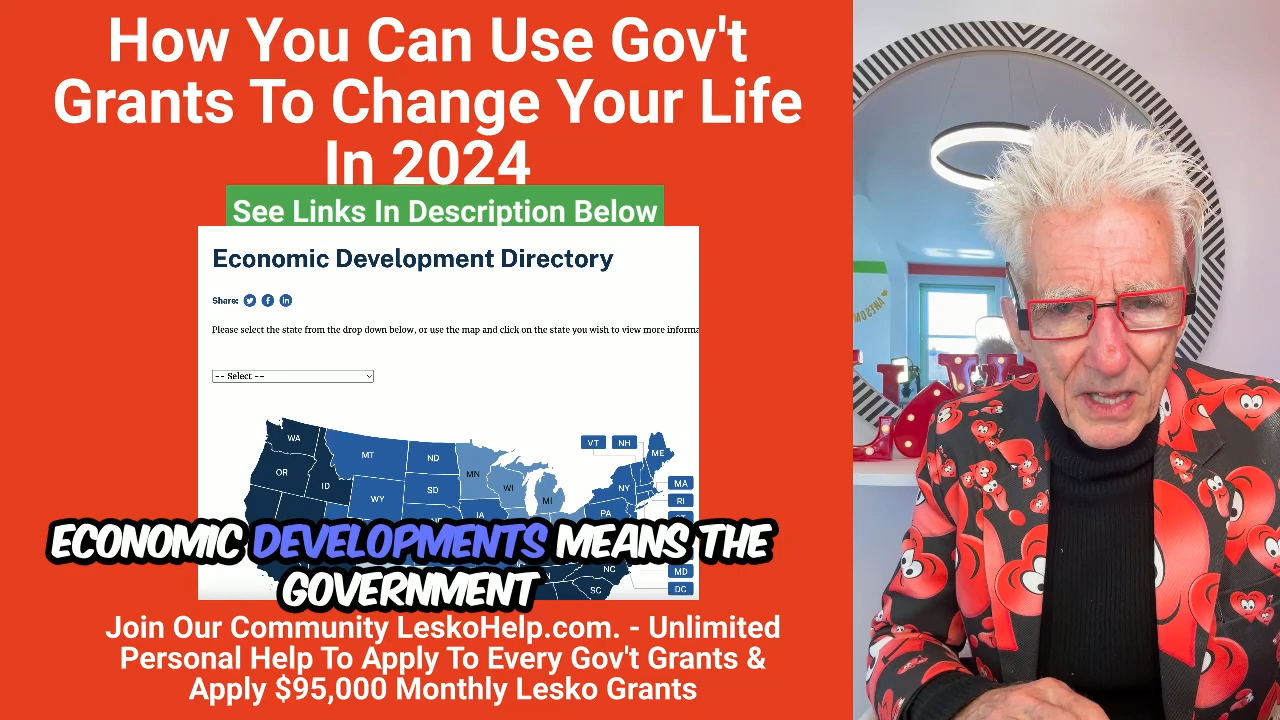 How You Can Use Gov't
Grants To Change Your Life
In 2024
See Links In Description Below
Economic Development Directory
Share:
Please select the state from the drop down below, or use the map and click on the state you wish to view more informa
-- Select --
WA
MT
ND
MN
VT
NH
ME
OR
ID
WY
SD
WI
MI
NY
MA
RI
IA
PA
ECONOMIC DEVELOPMENTS MEANS THE
GOVERNMENT
NC
MD
SC
DC
Join Our Community LeskoHelp.com. - Unlimited
Personal Help To Apply To Every Gov't Grants &
Apply $95,000 Monthly Lesko Grants